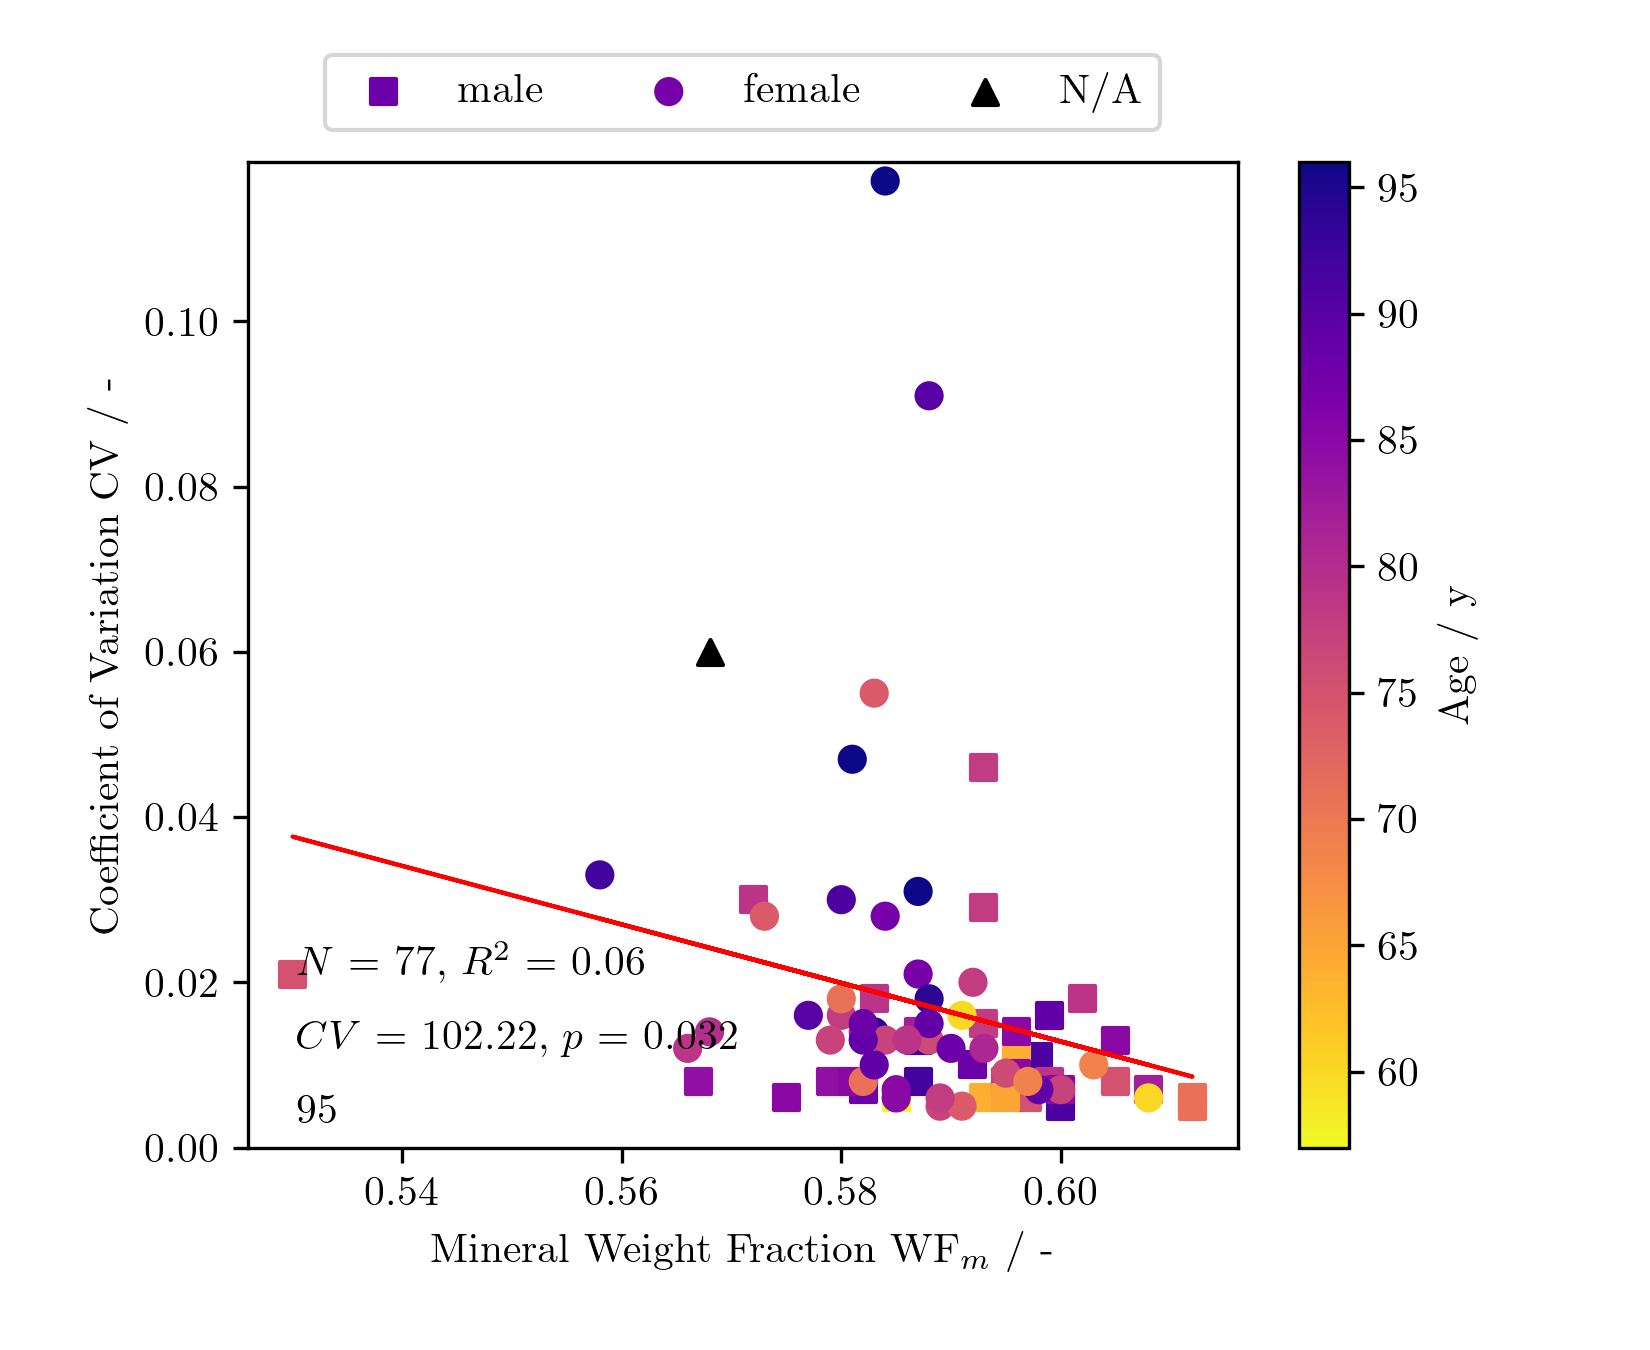 male female N/A
0.10
0.08
0.06
0.04
0.02
0.00
Coefficient of Variation CV / -
N = 77, R² = 0.06
CV = 102.22, p = 0.032
95
0.54 0.56 0.58 0.60
Mineral Weight Fraction WFₘ / -
95
90
85
80
75
70
65
60
Age / y